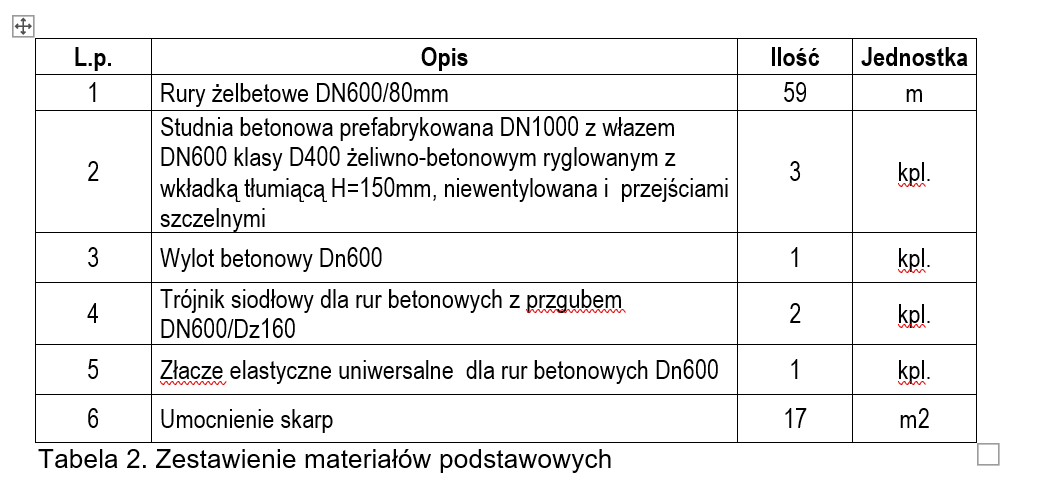 L.p. Opis Ilość Jednostka
1 Rury żelbetowe DN600/80mm 59 m
Studnia betonowa prefabrykowana DN1000 z włazem
DN600 klasy D400 żeliwno-betonowym ryglowanym z
2 wkładką tłumiącą H=150mm, niewentylowana i przejściami 3 kpl.
szczelnymi
3 Wylot betonowy Dn600 1 kpl.
4 Trójnik siodłowy dla rur betonowych z przgubem 2 kpl.
DN600/Dz160
5 Złacze elastyczne uniwersalne dla rur betonowych Dn600 1 kpl.
6 Umocnienie skarp 17 m2
Tabela 2. Zestawienie materiałów podstawowych